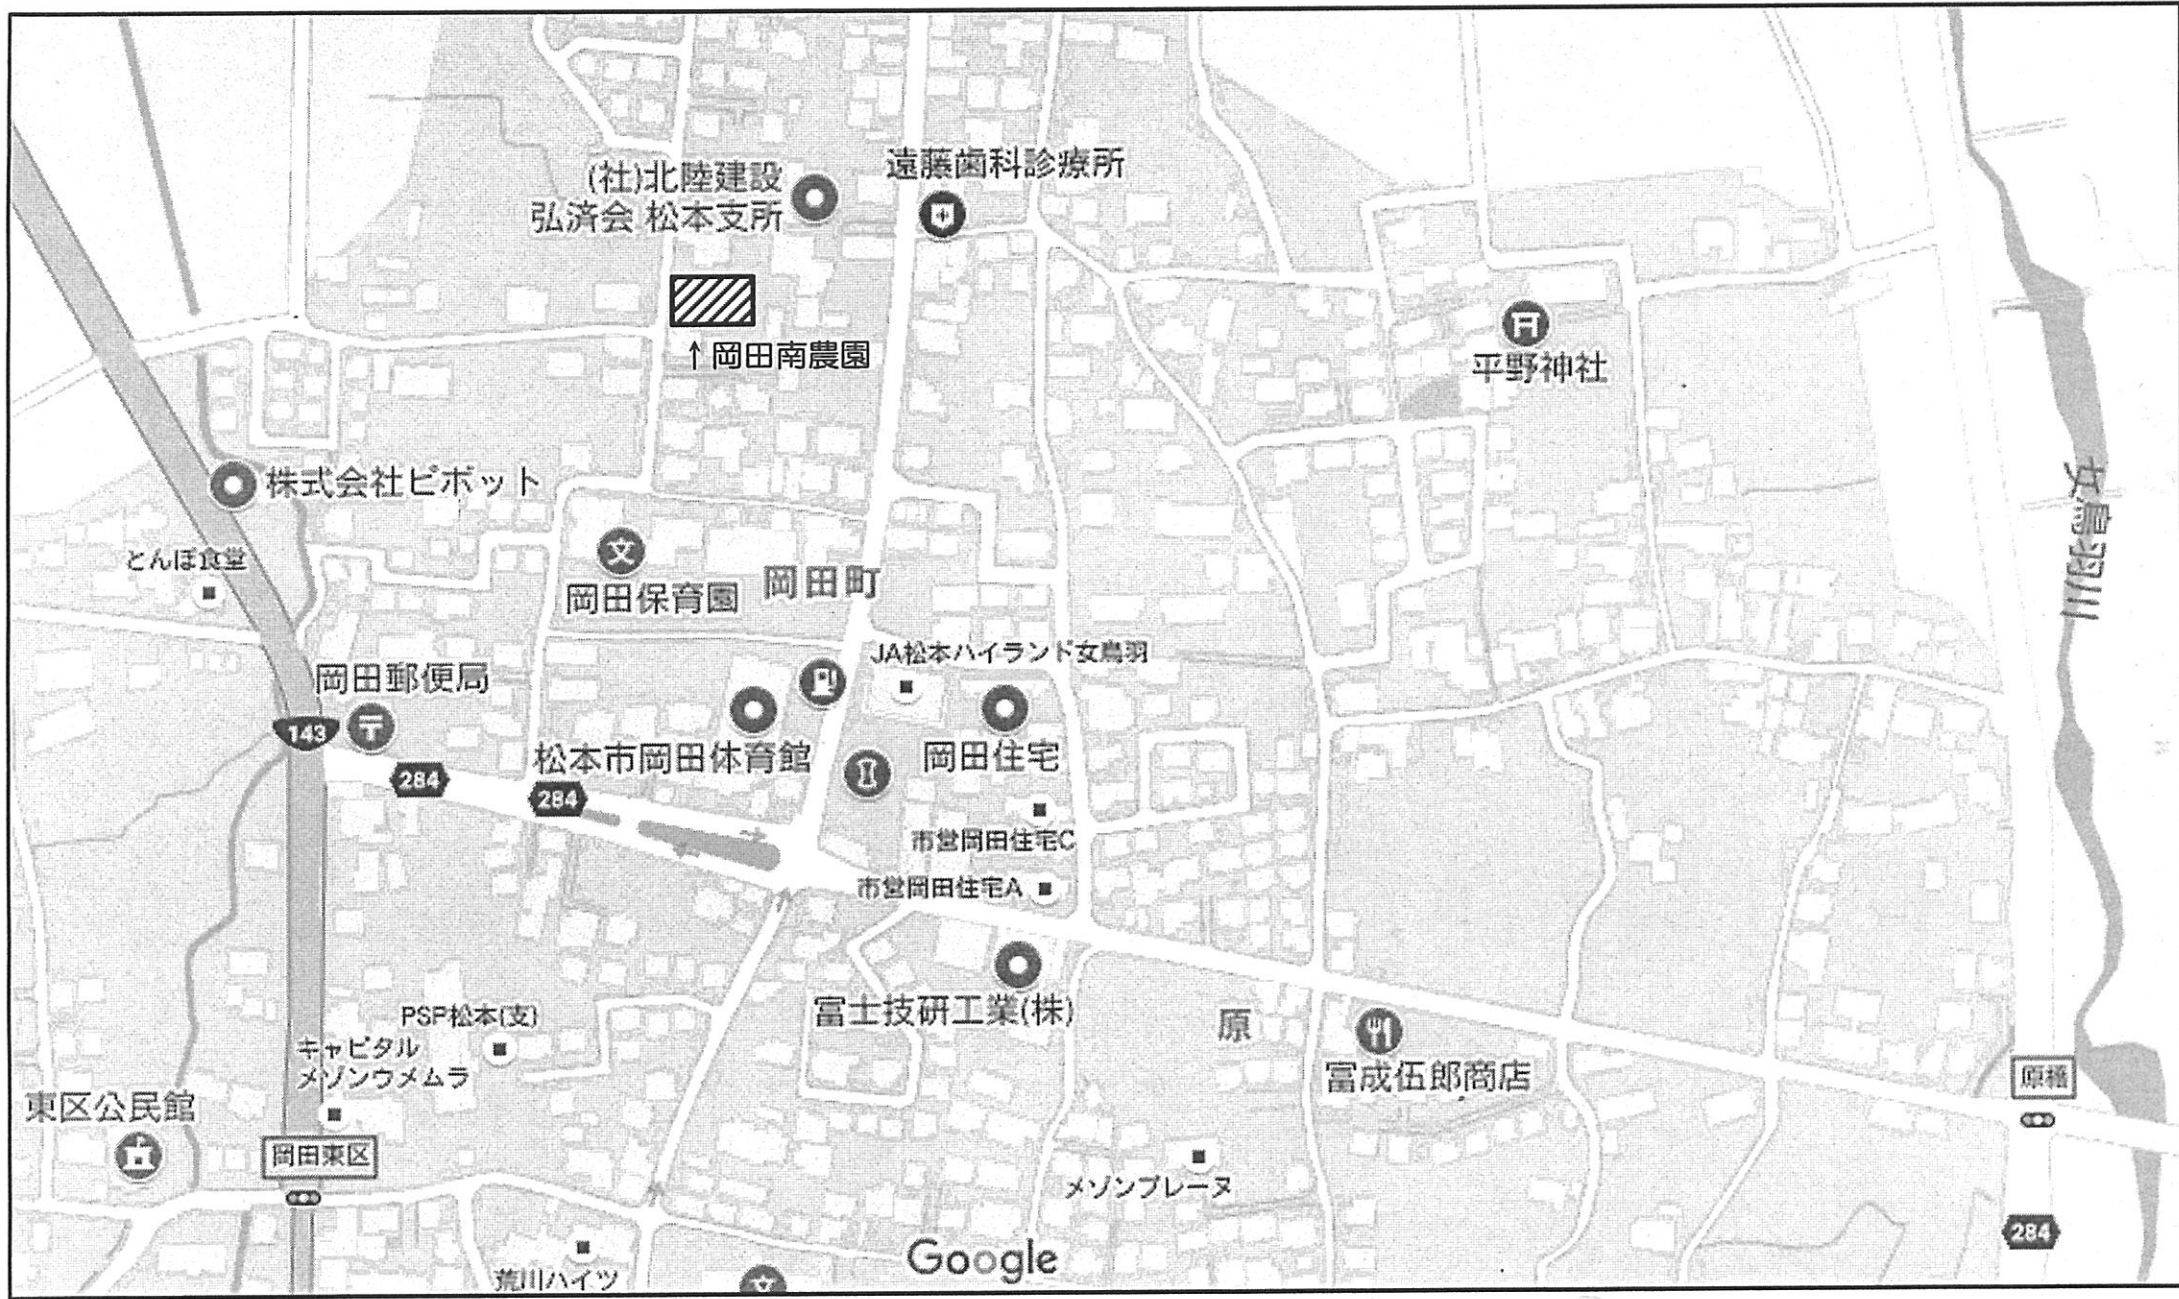 遠藤歯科診療所
(社)北陸建設
弘済会 松本支所
↑岡田南農園
平野神社
株式会社ピボット
女鳥羽川
とんぼ食堂
岡田保育園
岡田町
JA松本ハイランド女鳥羽
岡田郵便局
143
284
284
松本市岡田体育館
岡田住宅
市営岡田住宅C
市営岡田住宅A
富士技研工業(株)
原
PSP松本(支)
キャピタル
メゾンウメムラ
富成伍郎商店
原橋
東区公民館
岡田東区
メゾンプレーヌ
284
荒川ハイツ
Google